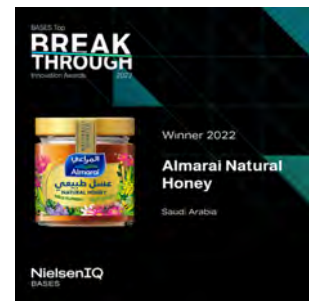 BASES Top
BREAK
THROUGH
Innovation Awards 2022
Winner 2022
Almarai Natural
Honey
Saudi Arabia
المراعي
Almarai
عسل طبيعي
NATURAL HONEY
NielsenIQ
BASES